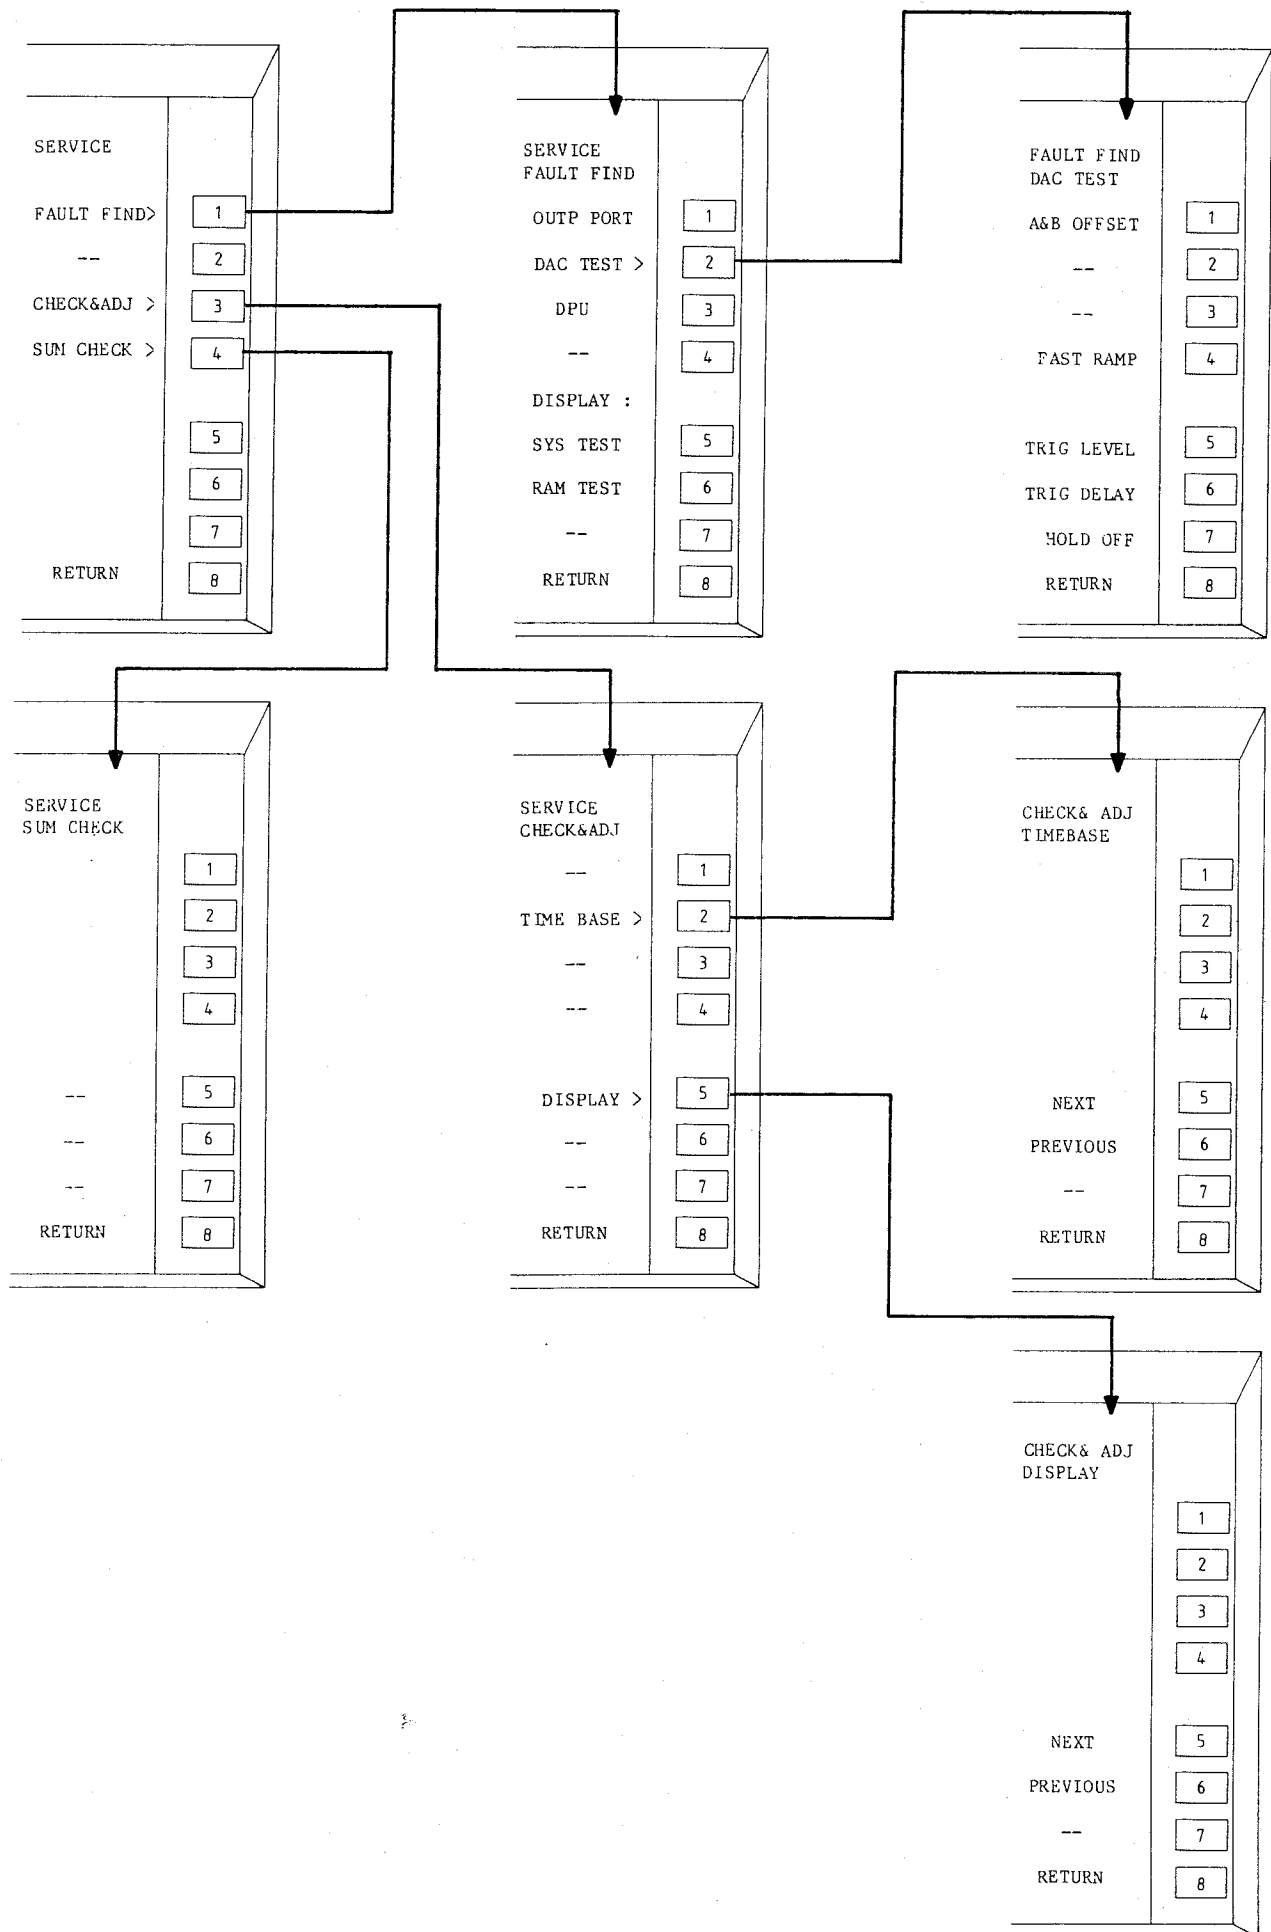 SERVICE
FAULT FIND> 1
-- 2
CHECK&ADJ > 3
SUM CHECK > 4
5
6
7
RETURN 8
SERVICE
FAULT FIND
OUTP PORT 1
DAC TEST > 2
DPU 3
-- 4
DISPLAY :
SYS TEST 5
RAM TEST 6
-- 7
RETURN 8
FAULT FIND
DAC TEST
A&B OFFSET 1
-- 2
-- 3
FAST RAMP 4
TRIG LEVEL 5
TRIG DELAY 6
HOLD OFF 7
RETURN 8
SERVICE
SUM CHECK
1
2
3
4
-- 5
-- 6
-- 7
RETURN 8
SERVICE
CHECK&ADJ
-- 1
TIME BASE > 2
-- 3
-- 4
DISPLAY > 5
-- 6
-- 7
RETURN 8
CHECK& ADJ
TIMEBASE
1
2
3
4
NEXT 5
PREVIOUS 6
-- 7
RETURN 8
CHECK& ADJ
DISPLAY
1
2
3
4
NEXT 5
PREVIOUS 6
-- 7
RETURN 8